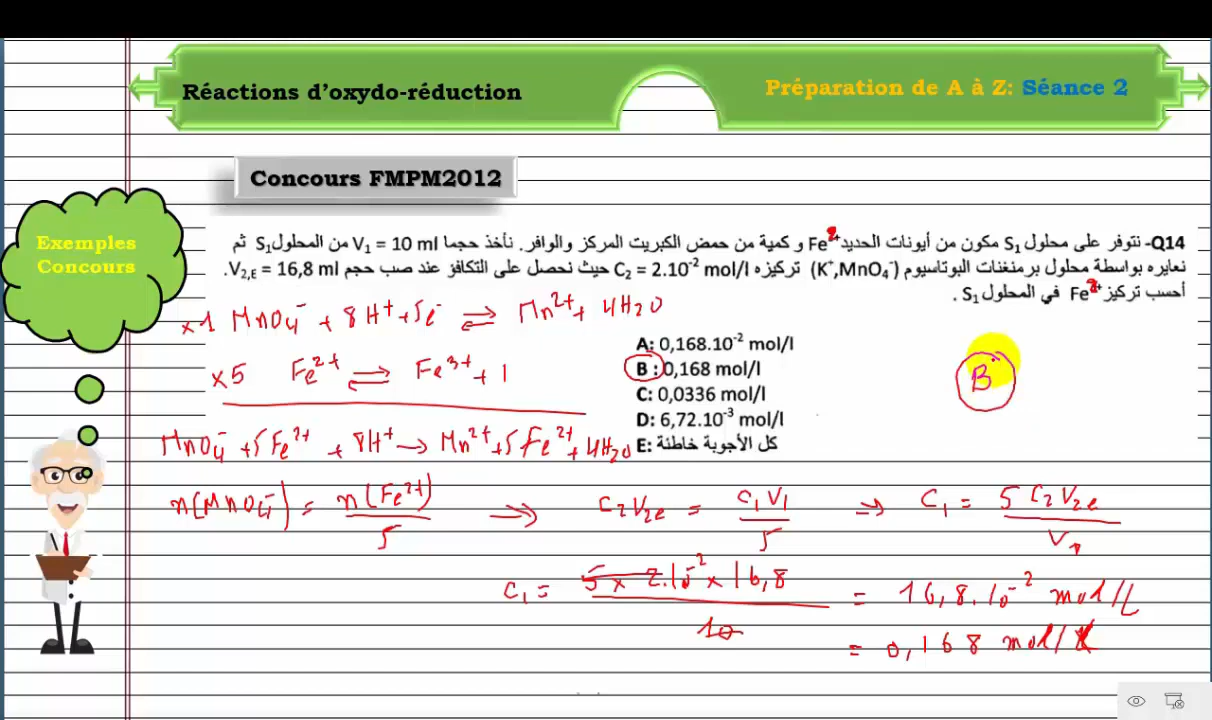 Réactions d'oxydo-réduction
Préparation de A à Z: Séance 2
Concours FMPM2012
Exemples
Concours
Q14- نتوفر على محلول S₁ مكون من أيونات الحديد Fe²⁺ و كمية من حمض الكبريت المركز والوافر. نأخذ حجما V₁ = 10 ml من المحلول S₁ ثم
نعايره بواسطة محلول برمنغنات البوتاسيوم (K⁺,MnO₄⁻) تركيزه C₂ = 2.10⁻² mol/l حيث نحصل على التكافؤ عند صب حجم V₂,E = 16,8 ml.
أحسب تركيز Fe²⁺ في المحلول S₁ .
x1 MnO₄⁻ + 8H⁺ + 5e⁻ ⇌ Mn²⁺ + 4H₂O
x5 Fe²⁺ ⇌ Fe³⁺ + 1
MnO₄⁻ + 5Fe²⁺ + 8H⁺ → Mn²⁺ + 5Fe²⁺ + 4H₂O
A: 0,168.10⁻² mol/l
B : 0,168 mol/l
C: 0,0336 mol/l
D: 6,72.10⁻³ mol/l
E: كل الأجوبة خاطئة
B
n(MnO₄⁻) = n(Fe²⁺)/5 ⇒ C₂V₂e = C₁V₁/5 ⇒ C₁ = 5 C₂V₂e/V₁
C₁ = 5 x 2.10⁻² x 16,8/10 = 16,8.10⁻² mol/L
= 0,168 mol/L